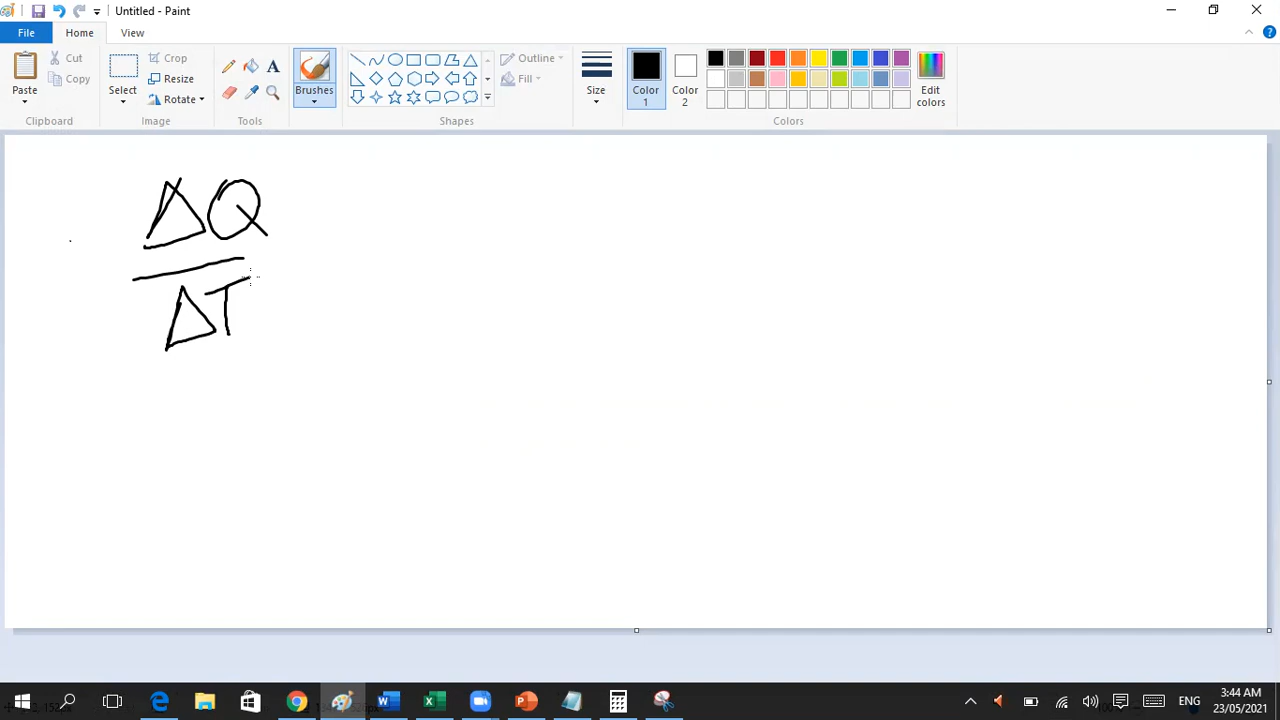 Untitled - Paint
File Home View
Paste
Cut
Copy
Clipboard
Select
Crop
Resize
Rotate
Image
A
Tools
Brushes
Shapes
Outline
Fill
Size
Color 1
Color 2
Edit colors
Colors
ΔQ
ΔT
ENG
3:44 AM
23/05/2021